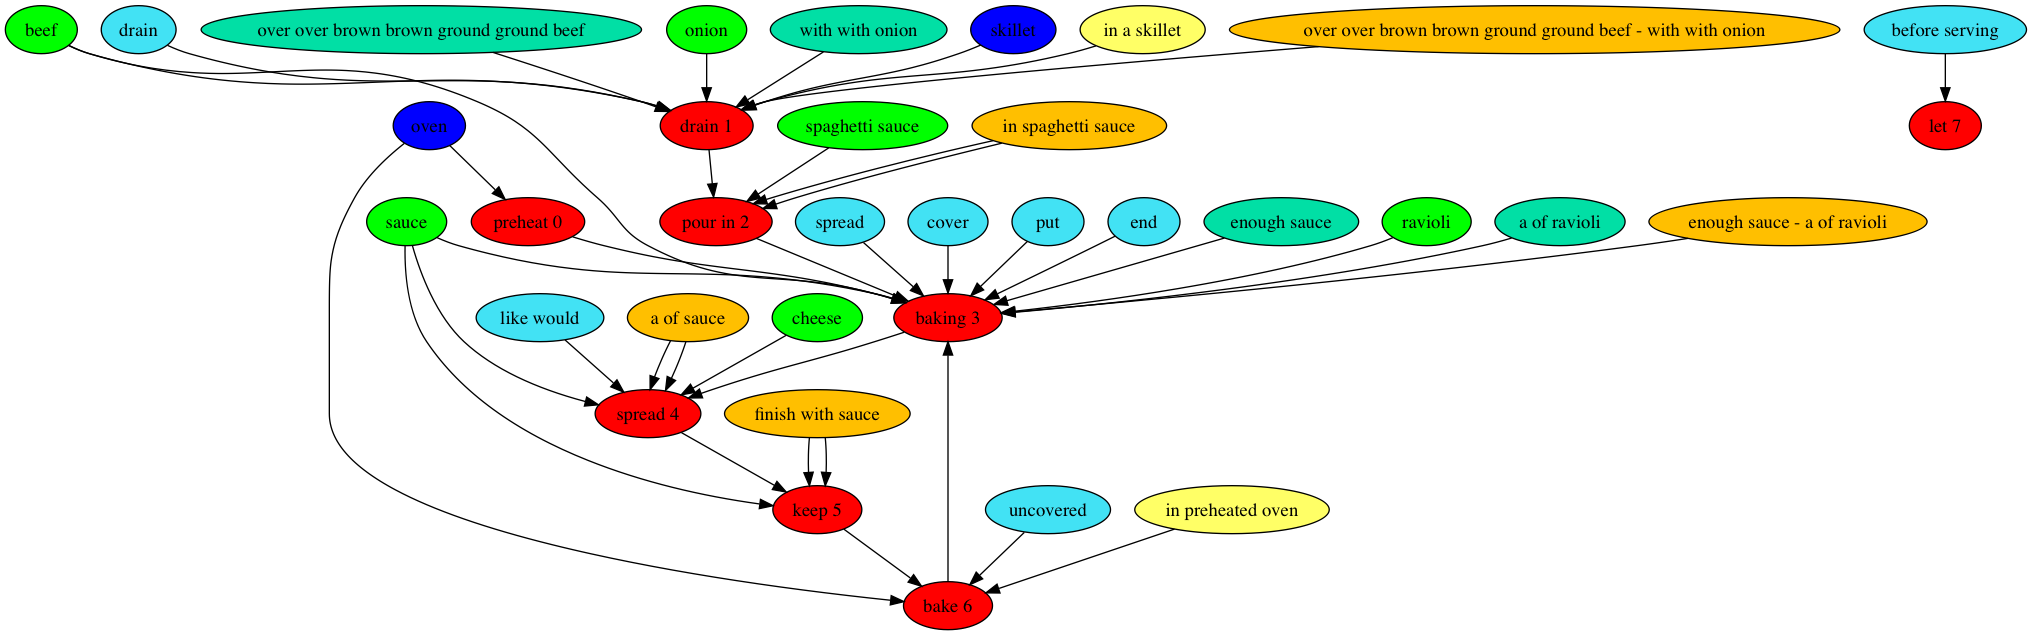 beef
drain
over over brown brown ground ground beef
onion
with with onion
skillet
in a skillet
over over brown brown ground ground beef - with with onion
before serving
oven
drain 1
spaghetti sauce
in spaghetti sauce
let 7
sauce
preheat 0
pour in 2
spread
cover
put
end
enough sauce
ravioli
a of ravioli
enough sauce - a of ravioli
like would
a of sauce
cheese
baking 3
spread 4
finish with sauce
keep 5
uncovered
in preheated oven
bake 6